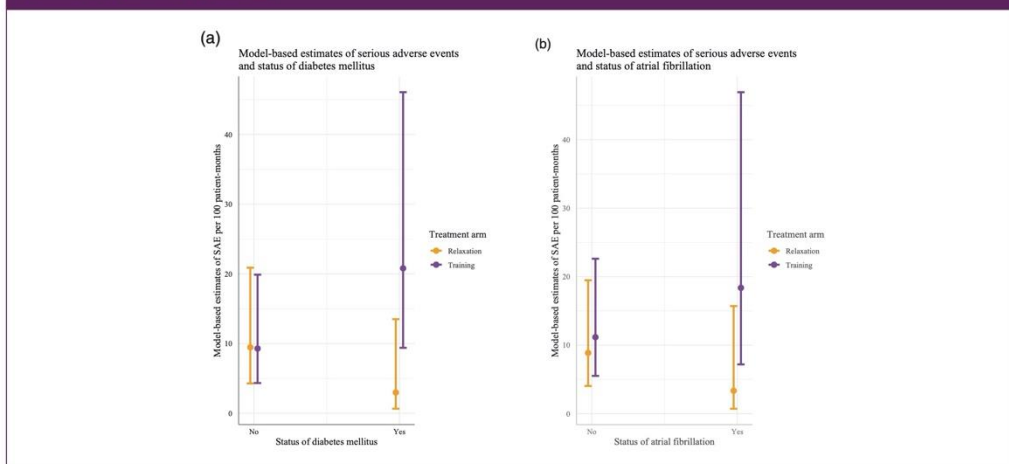 (a)
Model-based estimates of serious adverse events
and status of diabetes mellitus
Model-based estimates of SAE per 100 patient-months
40
30
20
10
0
No
Yes
Status of diabetes mellitus
Treatment arm
Relaxation
Training
(b)
Model-based estimates of serious adverse events
and status of atrial fibrillation
Model-based estimates of SAE per 100 patient-months
40
30
20
10
0
No
Yes
Status of atrial fibrillation
Treatment arm
Relaxation
Training